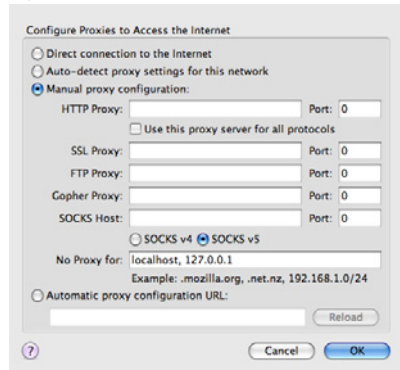 Configure Proxies to Access the Internet
Direct connection to the Internet
Auto-detect proxy settings for this network
Manual proxy configuration:
HTTP Proxy: Port: 0
Use this proxy server for all protocols
SSL Proxy: Port: 0
FTP Proxy: Port: 0
Gopher Proxy: Port: 0
SOCKS Host: Port: 0
SOCKS v4 SOCKS v5
No Proxy for: localhost, 127.0.0.1
Example: .mozilla.org, .net.nz, 192.168.1.0/24
Automatic proxy configuration URL:
Reload
? Cancel OK